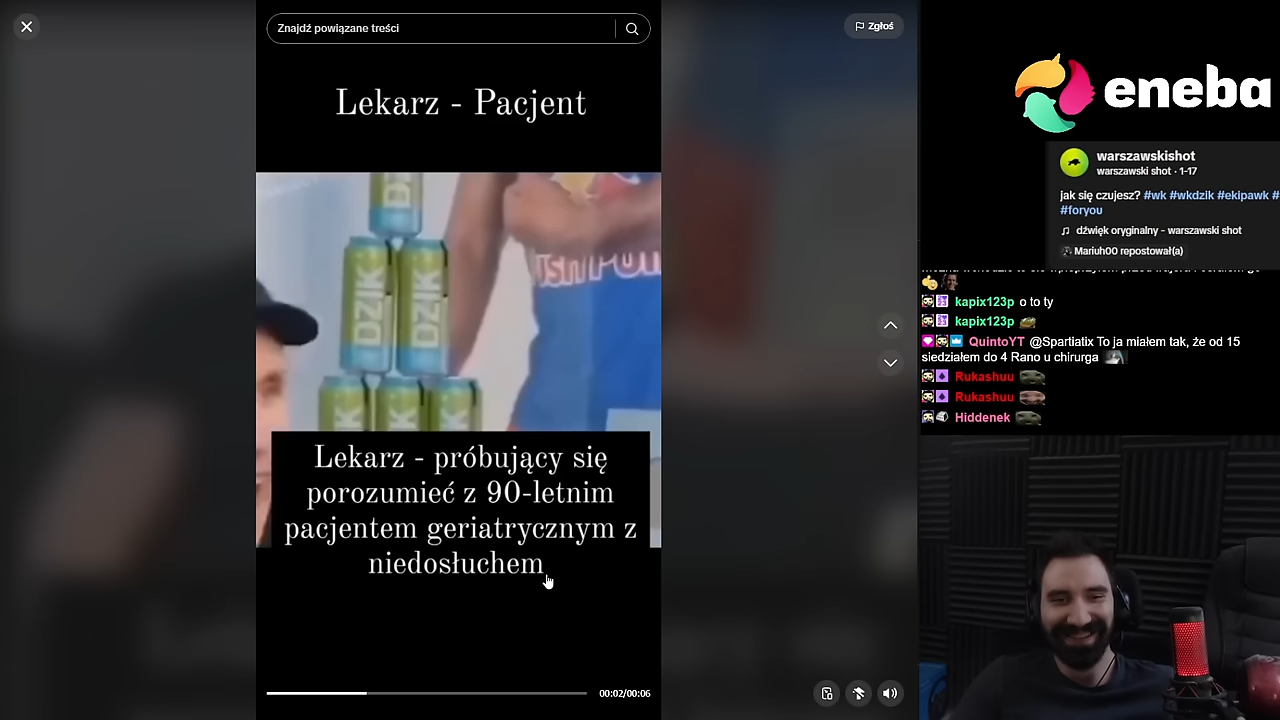 Znajdź powiązane treści
Zgłoś
Lekarz - Pacjent
DZIK
DZIK
Lekarz - próbujący się
porozumieć z 90-letnim
pacjentem geriatrycznym z
niedosłuchem
00:02/00:06
eneba
warszawskishot
warszawski shot · 1-17
jak się czujesz? #wk #wkdzik #ekipawk #
#foryou
dźwięk oryginalny - warszawski shot
Mariuh00 repostował(a)
kapix123p o to ty
kapix123p
QuintoYT @Spartiatix To ja miałem tak, że od 15
siedziałem do 4 Rano u chirurga
Rukashuu
Rukashuu
Hiddenek